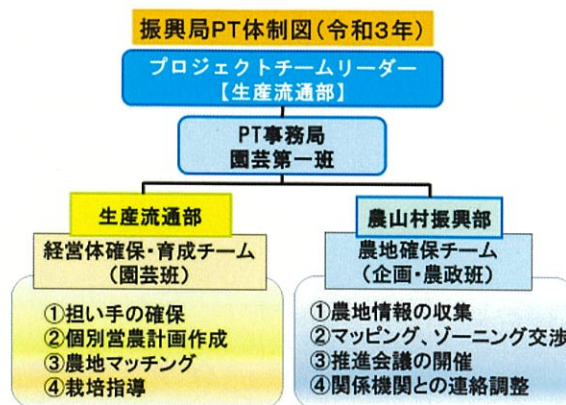 振興局PT体制図(令和3年)
プロジェクトチームリーダー
【生産流通部】
PT事務局
園芸第一班
生産流通部
経営体確保・育成チーム
(園芸班)
①担い手の確保
②個別営農計画作成
③農地マッチング
④栽培指導
農山村振興部
農地確保チーム
(企画・農政班)
①農地情報の収集
②マッピング、ゾーニング交渉
③推進会議の開催
④関係機関との連絡調整